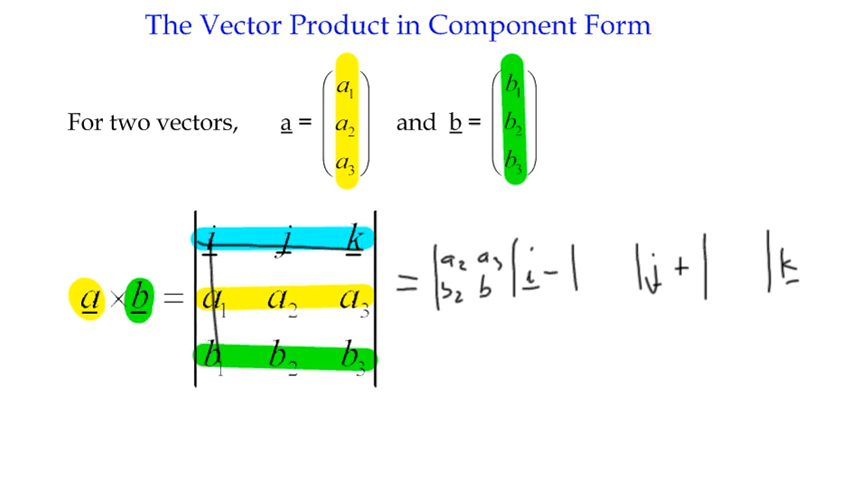 The Vector Product in Component Form
For two vectors, a = (a₁ a₂ a₃) and b = (b₁ b₂ b₃)
a × b = | i j k | = | a₂ a₃ | i − | | j + | | k
| a₁ a₂ a₃ | | b₂ b |
| b₁ b₂ b₃ |